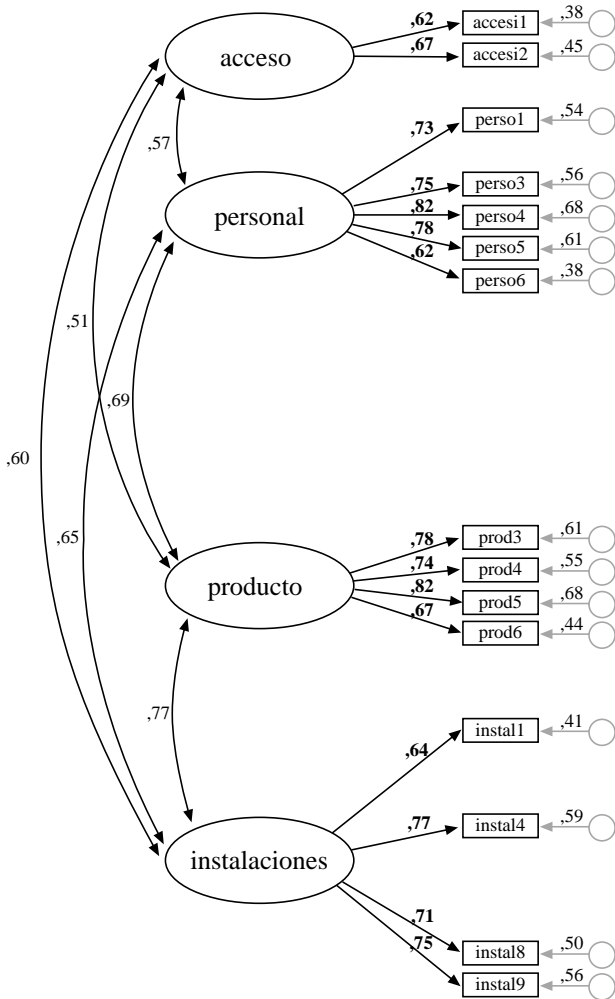 ,62 accesi1 ,38
acceso ,67 accesi2 ,45
,57
,73 perso1 ,54
personal
,75 perso3 ,56
,82 perso4 ,68
,78 perso5 ,61
,62 perso6 ,38
,51
,69
,60
,65
,78 prod3 ,61
,74 prod4 ,55
producto
,82 prod5 ,68
,67 prod6 ,44
,77
,64 instal1 ,41
,77 instal4 ,59
instalaciones
,71 instal8 ,50
,75 instal9 ,56